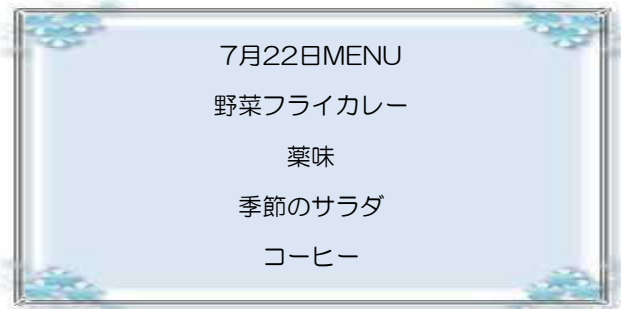 7月22日MENU
野菜フライカレー
薬味
季節のサラダ
コーヒー